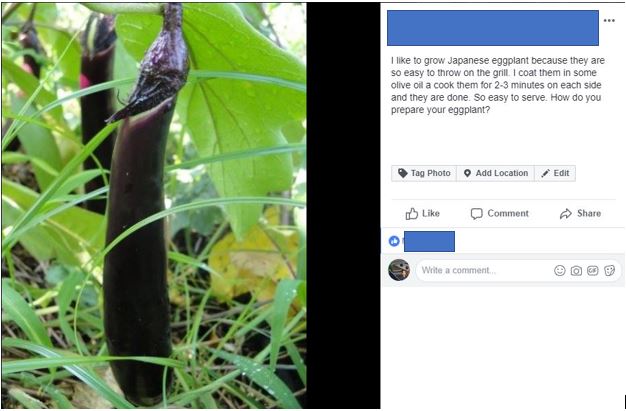 I like to grow Japanese eggplant because they are
so easy to throw on the grill. I coat them in some
olive oil a cook them for 2-3 minutes on each side
and they are done. So easy to serve. How do you
prepare your eggplant?
Tag Photo Add Location Edit
Like Comment Share
Write a comment...
GIF